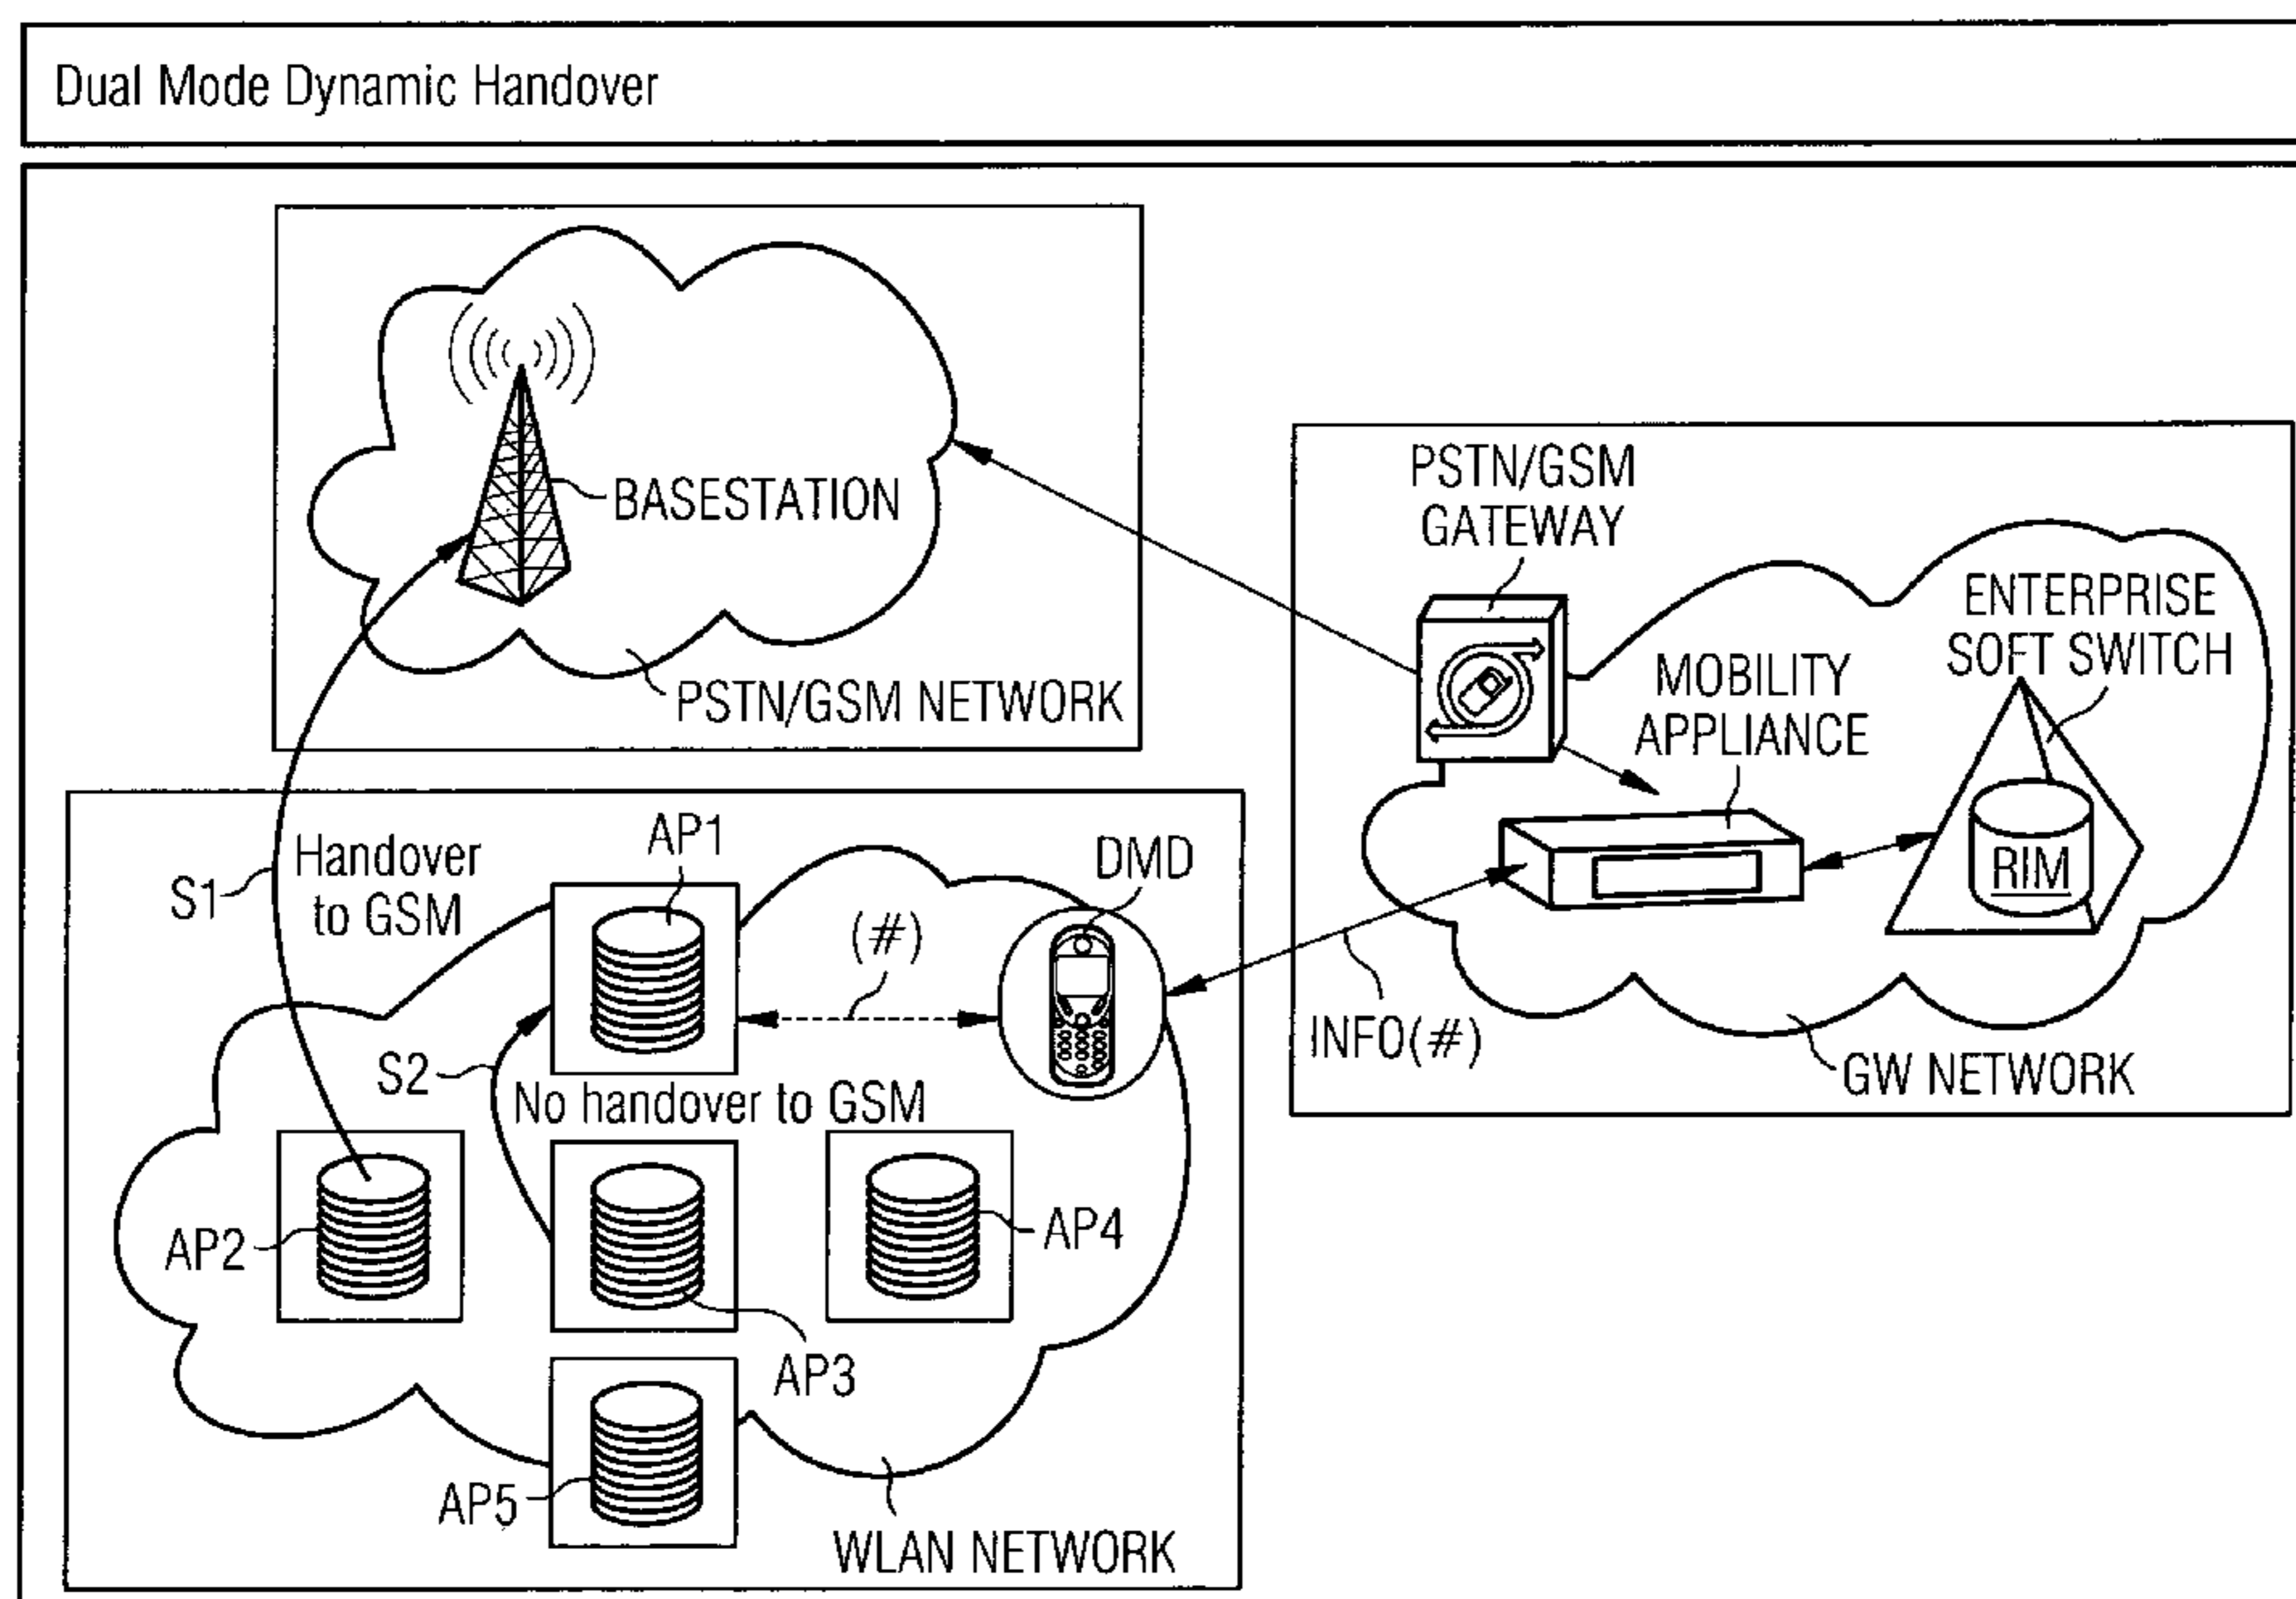 Dual Mode Dynamic Handover
BASESTATION
PSTN/GSM NETWORK
PSTN/GSM
GATEWAY
ENTERPRISE
SOFT SWITCH
MOBILITY
APPLIANCE
RIM
INFO(#)
GW NETWORK
S1
Handover
to GSM
AP1
DMD
(#)
S2
No handover to GSM
AP2
AP4
AP3
AP5
WLAN NETWORK